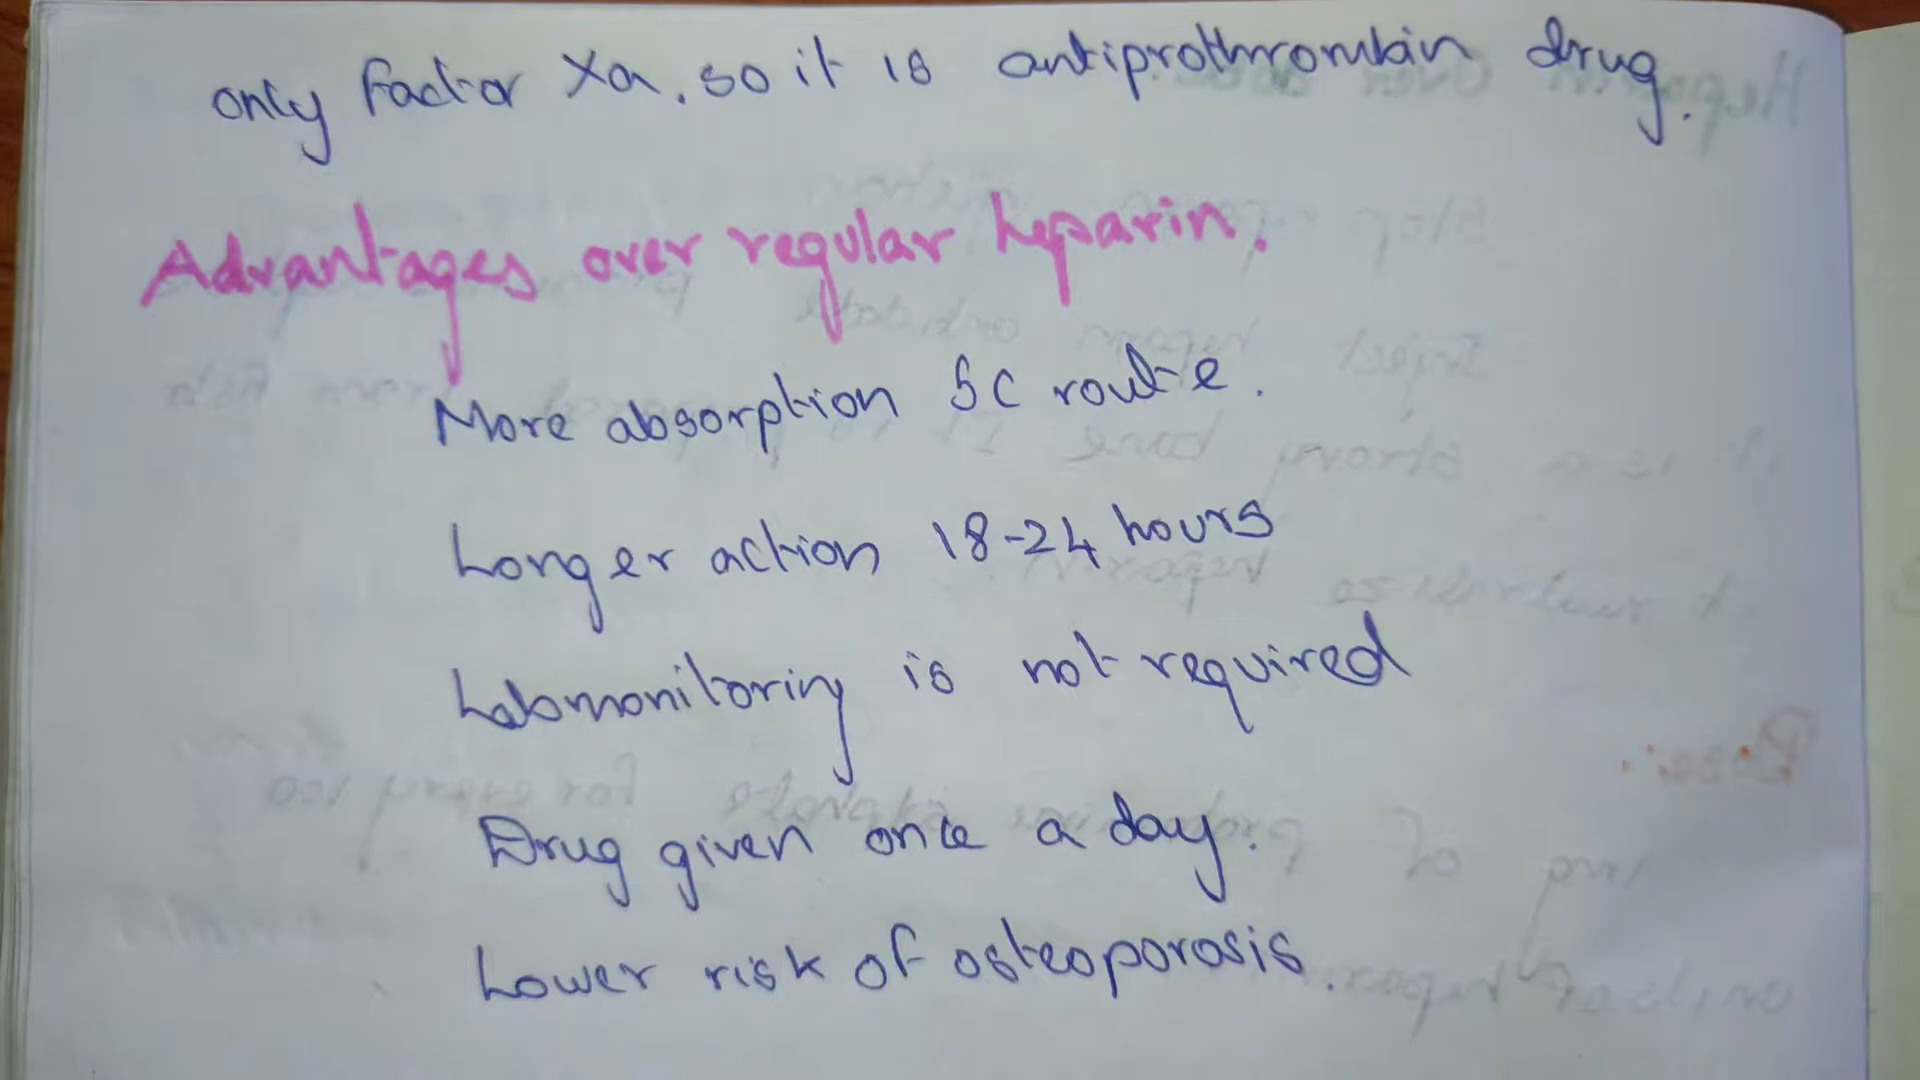 only Factor Xa, so it is antiprothrombin drug.
Advantages over regular heparin.
More absorption SC route.
Longer action 18-24 hours
Labmonitoring is not required
Drug given once a day.
Lower risk of osteoporosis.